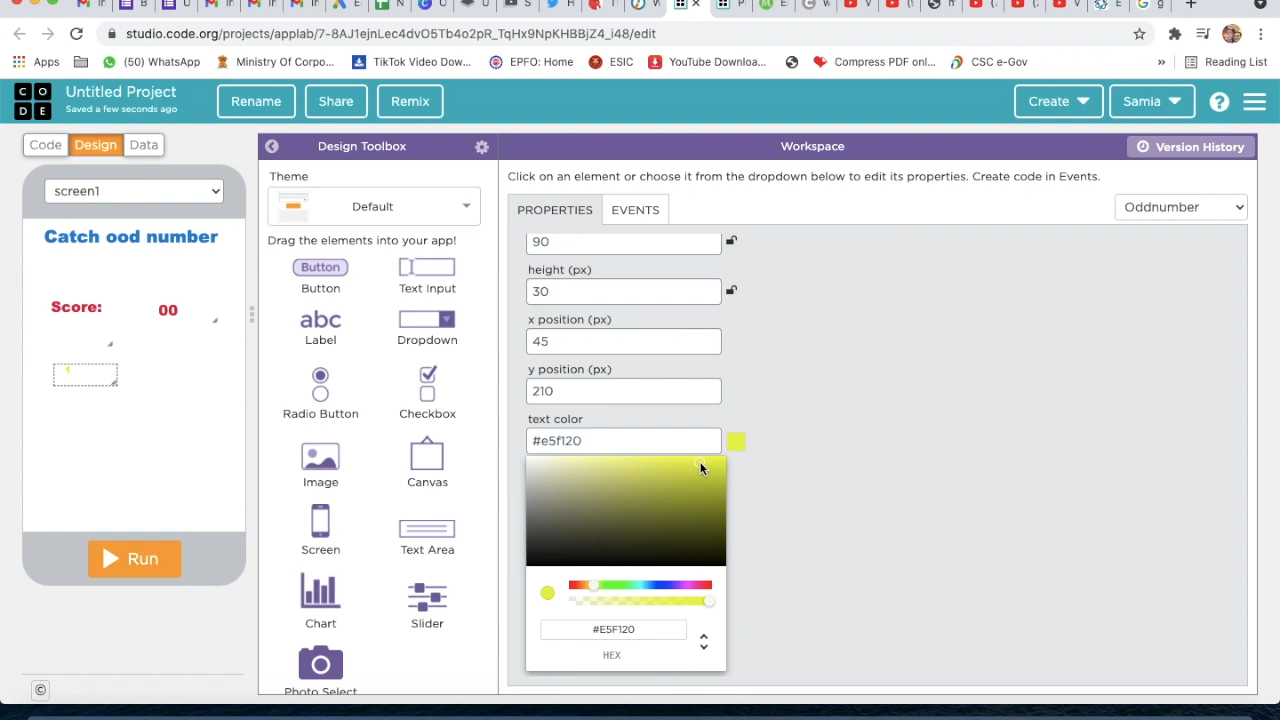 studio.code.org/projects/applab/7-8AJ1ejnLec4dvO5Tb4o2pR_TqHx9NpKHBBjZ4_i48/edit
Apps
(50) WhatsApp
Ministry Of Corpo...
TikTok Video Dow...
EPFO: Home
ESIC
YouTube Downloa...
Compress PDF onl...
CSC e-Gov
»
Reading List
CODE
Untitled Project
Saved a few seconds ago
Rename
Share
Remix
Create
Samia
?
Code
Design
Data
Design Toolbox
Workspace
Version History
screen1
Theme
Default
Click on an element or choose it from the dropdown below to edit its properties. Create code in Events.
PROPERTIES
EVENTS
Oddnumber
Catch ood number
Drag the elements into your app!
90
Button
Button
Text Input
height (px)
30
Score:
00
abc
Label
Dropdown
x position (px)
45
1
Radio Button
Checkbox
y position (px)
210
text color
#e5f120
Image
Canvas
Run
Screen
Text Area
Chart
Slider
#E5F120
HEX
Photo Select
©